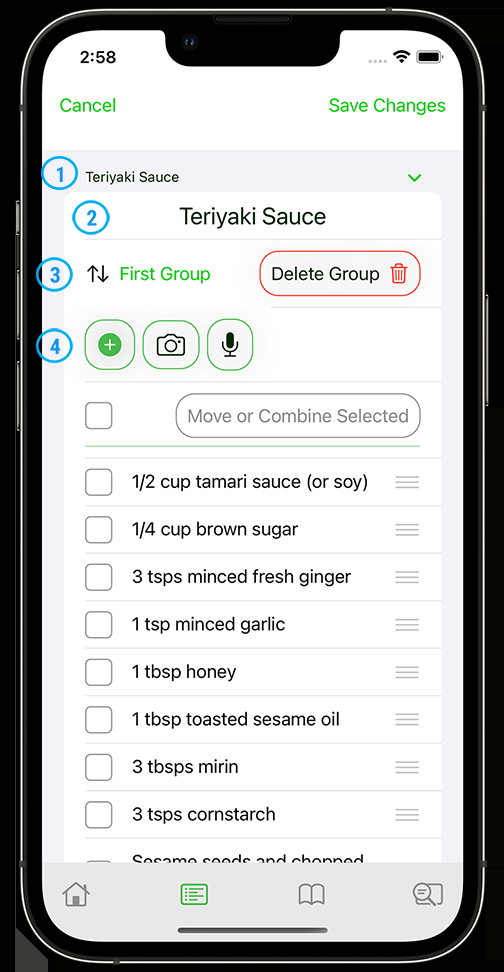 2:58
Cancel
Save Changes
1
Teriyaki Sauce
2
Teriyaki Sauce
3
First Group
Delete Group
4
Move or Combine Selected
1/2 cup tamari sauce (or soy)
1/4 cup brown sugar
3 tsps minced fresh ginger
1 tsp minced garlic
1 tbsp honey
1 tbsp toasted sesame oil
3 tbsps mirin
3 tsps cornstarch
Sesame seeds and chopped